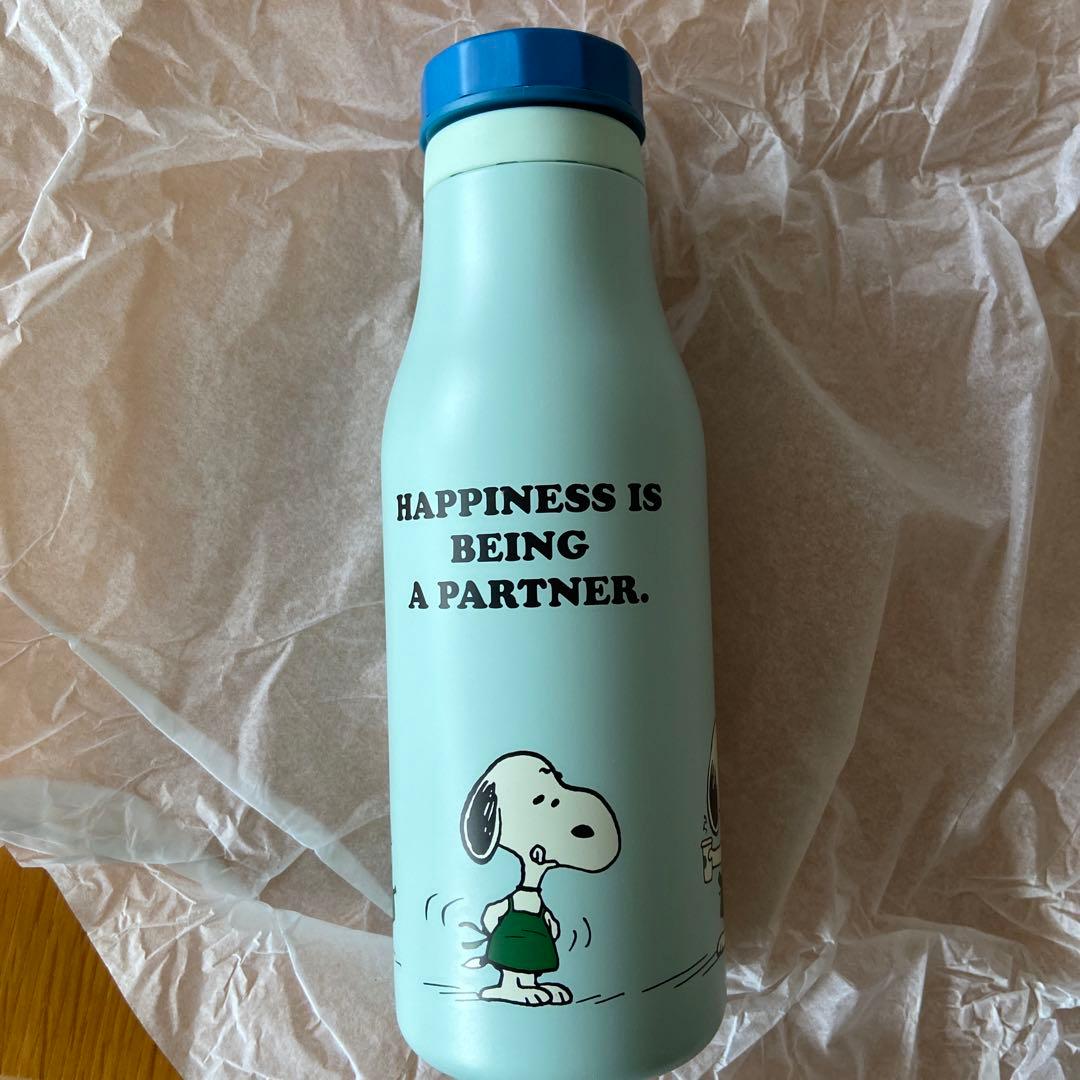 HAPPINESS IS
BEING
A PARTNER.